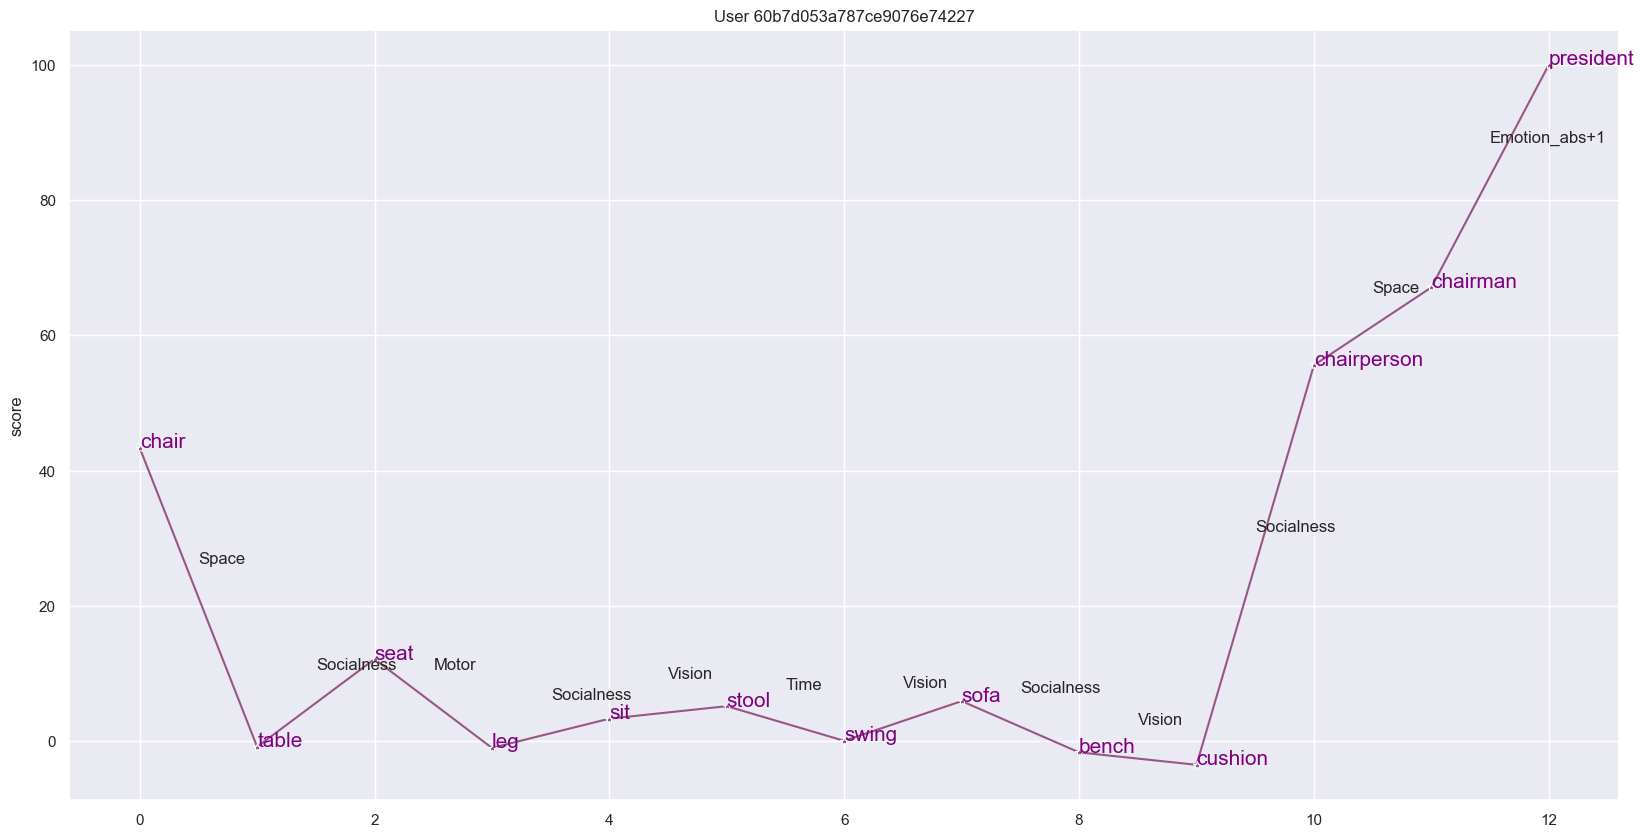 User 60b7d053a787ce9076e74227
100
80
60
40
20
0
score
president
Emotion_abs+1
chairman
Space
chairperson
chair
Socialness
Space
seat
Socialness
Motor
Vision
Time
Vision
Socialness
Socialness
sofa
stool
sit
Vision
table
leg
swing
bench
cushion
0
2
4
6
8
10
12